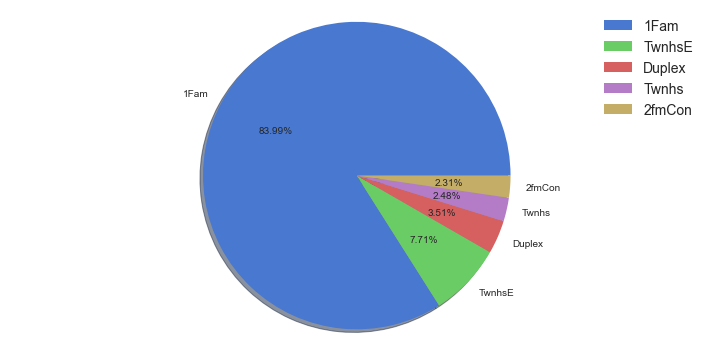 1Fam
TwnhsE
Duplex
Twnhs
2fmCon
1Fam
83.99%
2.31%
2fmCon
2.48%
Twnhs
3.51%
Duplex
7.71%
TwnhsE